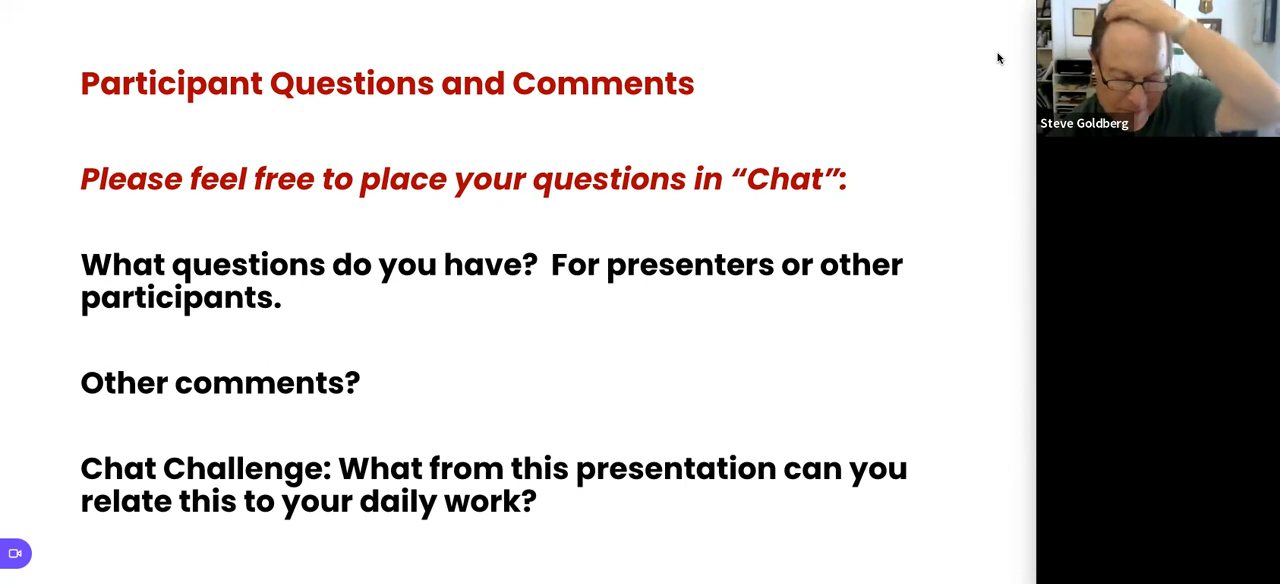 Participant Questions and Comments
Please feel free to place your questions in “Chat”:
What questions do you have?  For presenters or other
participants.
Other comments?
Chat Challenge: What from this presentation can you
relate this to your daily work?
Steve Goldberg